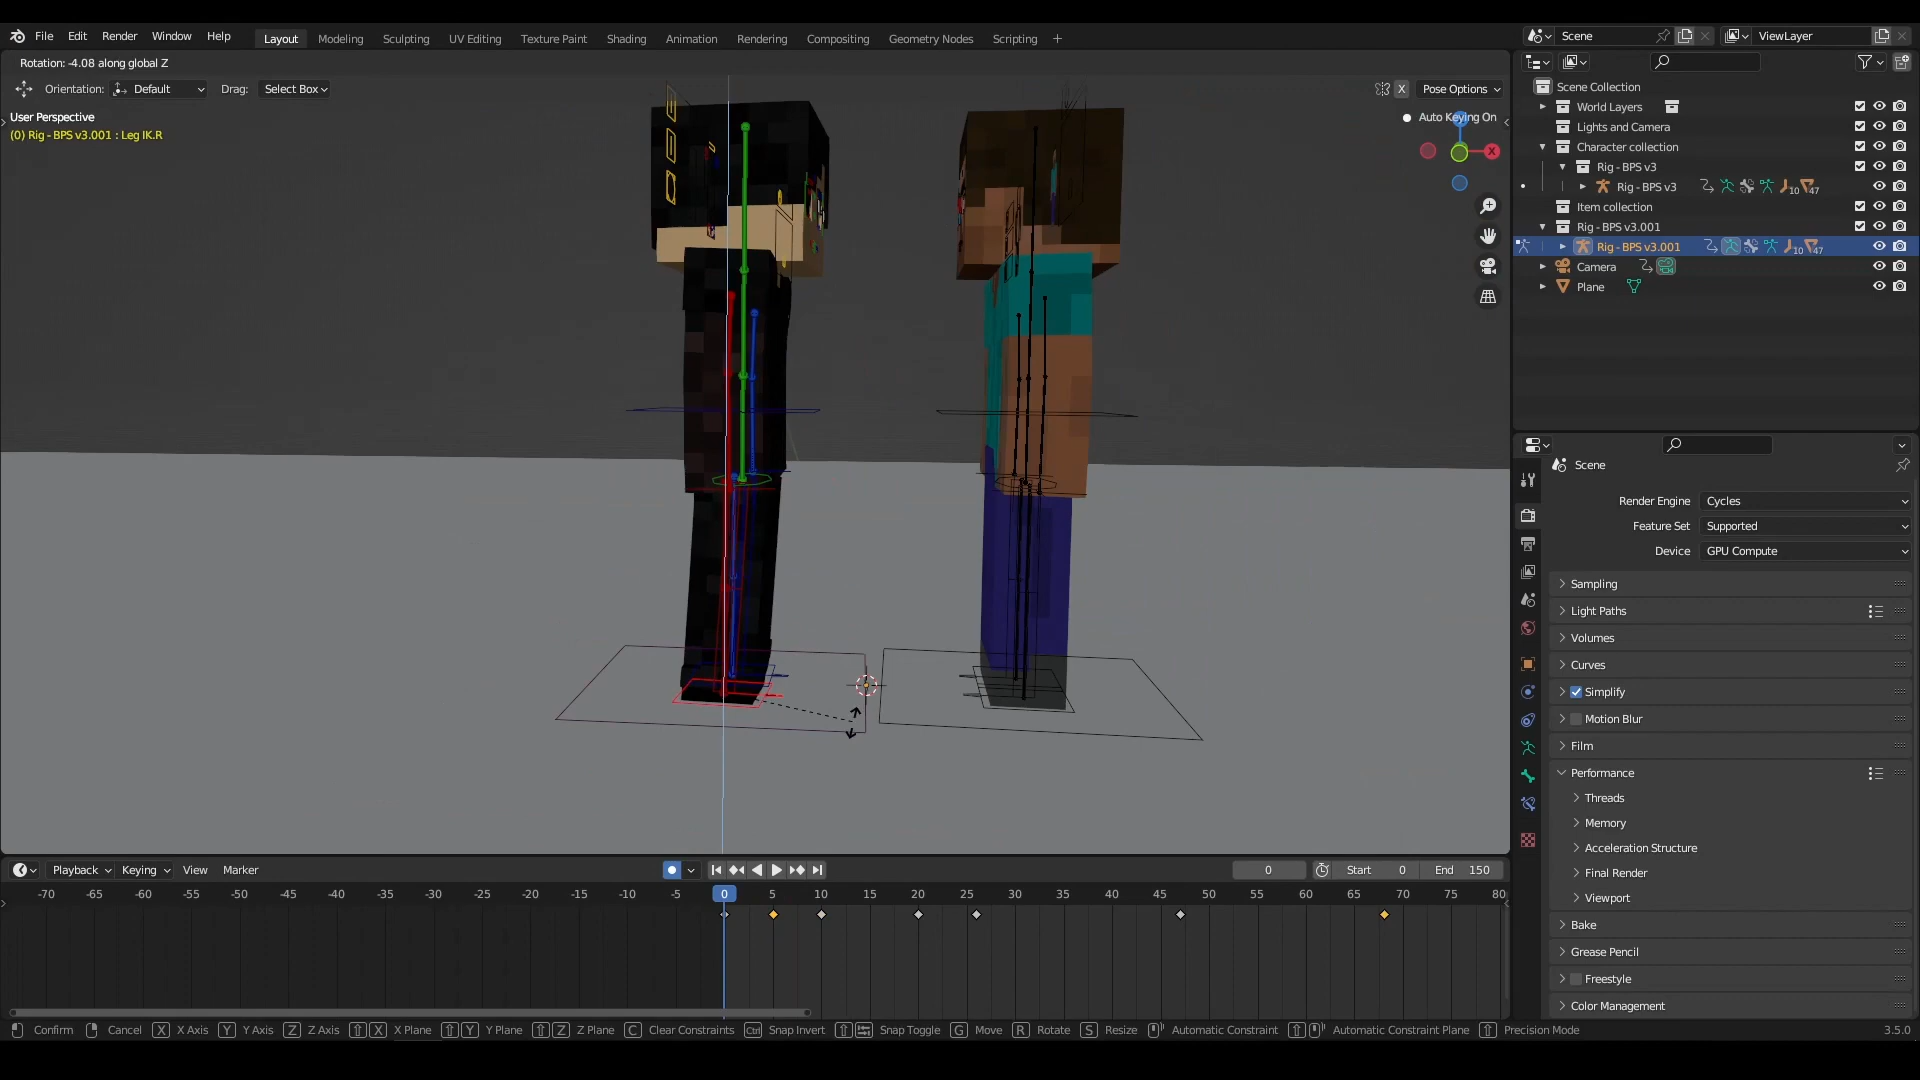 File Edit Render Window Help Layout Modeling Sculpting UV Editing Texture Paint Shading Animation Rendering Compositing Geometry Nodes Scripting + Scene ViewLayer
Rotation: -4.08 along global Z
Orientation: Default Drag: Select Box X Pose Options
User Perspective
(0) Rig - BPS v3.001 : Leg IK.R
Auto Keying On
X
Scene Collection
World Layers
Lights and Camera
Character collection
Rig - BPS v3
Rig - BPS v3 10 47
Item collection
Rig - BPS v3.001
Rig - BPS v3.001 10 47
Camera
Plane
Scene
Render Engine Cycles
Feature Set Supported
Device GPU Compute
Sampling
Light Paths
Volumes
Curves
Simplify
Motion Blur
Film
Performance
Threads
Memory
Acceleration Structure
Final Render
Viewport
Bake
Grease Pencil
Freestyle
Color Management
Playback Keying View Marker 0 Start 0 End 150
-70 -65 -60 -55 -50 -45 -40 -35 -30 -25 -20 -15 -10 -5 0 5 10 15 20 25 30 35 40 45 50 55 60 65 70 75 80
Confirm Cancel X X Axis Y Y Axis Z Z Axis X X Plane Y Y Plane Z Z Plane C Clear Constraints Ctrl Snap Invert Snap Toggle G Move R Rotate S Resize Automatic Constraint Automatic Constraint Plane Precision Mode 3.5.0